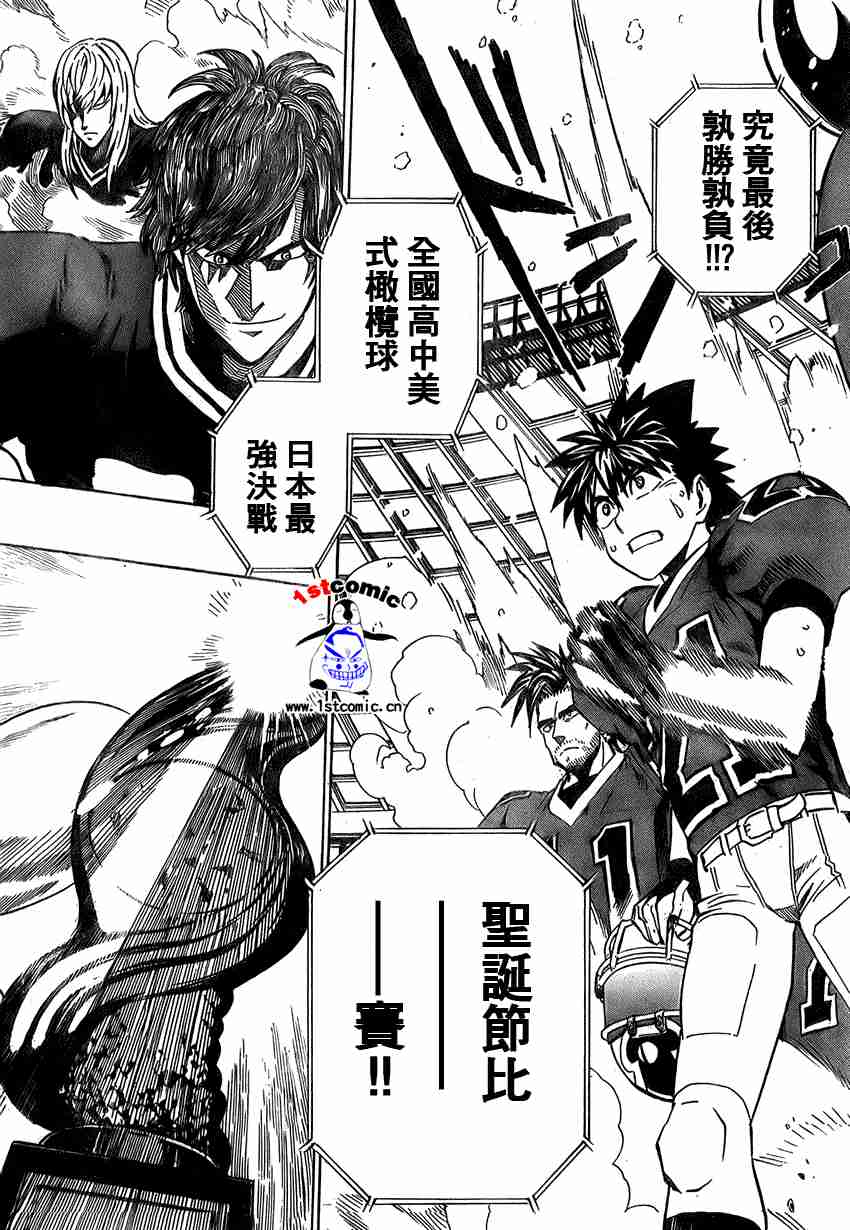 究竟最後
孰勝孰負!!?
全國高中美
式橄欖球
日本最
強決戰
1stcomic
www.1stcomic.cn
聖誕節比
——賽!!
1